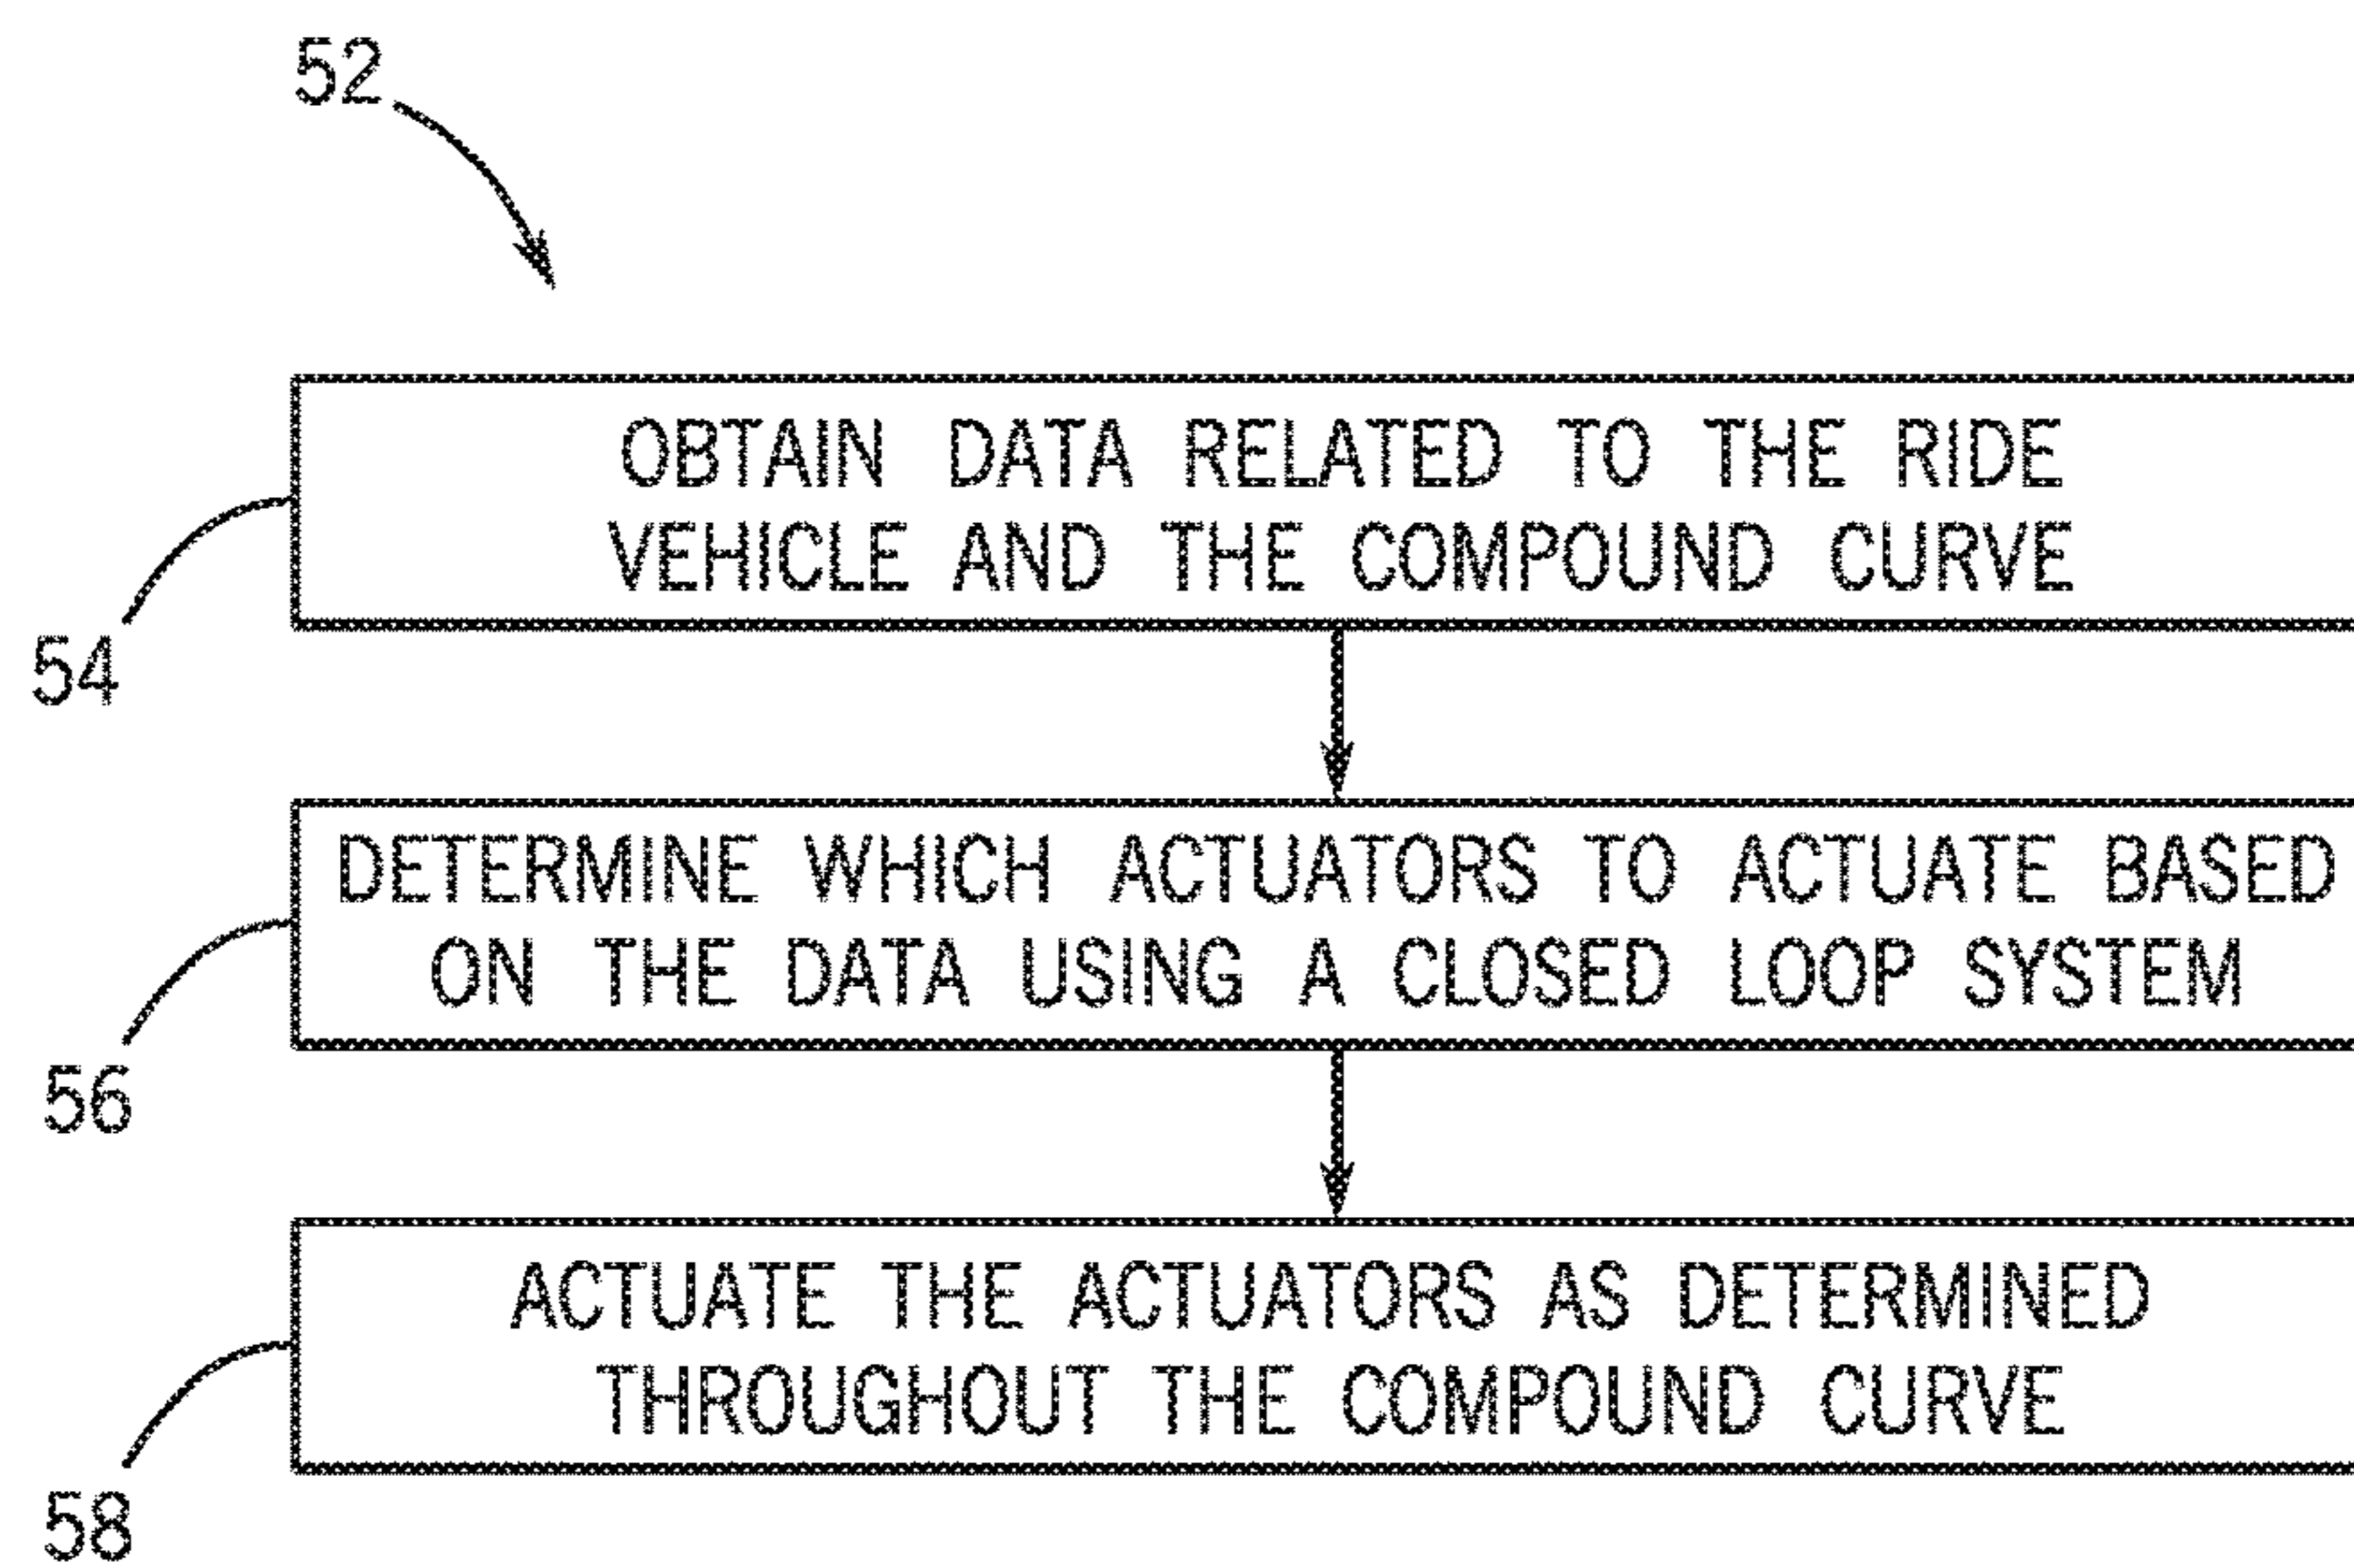 52
OBTAIN DATA RELATED TO THE RIDE
VEHICLE AND THE COMPOUND CURVE
54
DETERMINE WHICH ACTUATORS TO ACTUATE BASED
ON THE DATA USING A CLOSED LOOP SYSTEM
56
ACTUATE THE ACTUATORS AS DETERMINED
THROUGHOUT THE COMPOUND CURVE
58